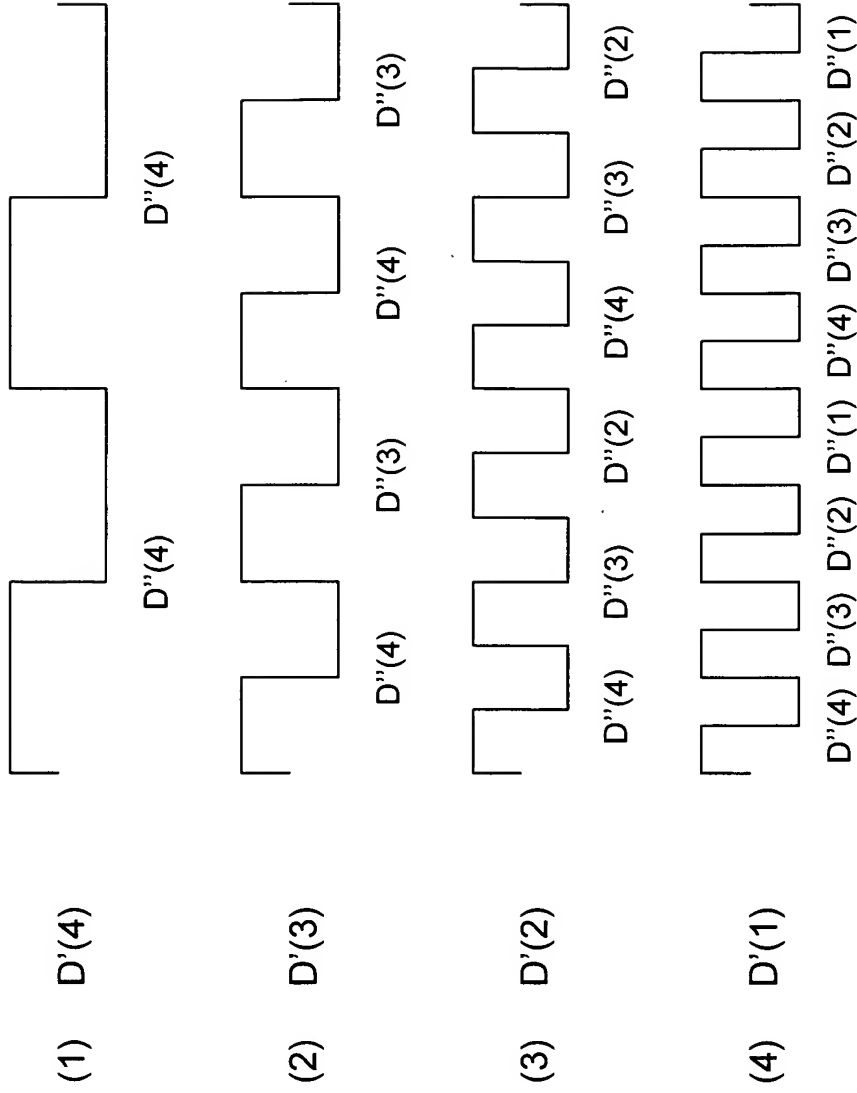 (1) D'(4)
D"(4) D"(4)
(2) D'(3)
D"(4) D"(3) D"(4) D"(3)
(3) D'(2)
D"(4) D"(3) D"(2) D"(4) D"(3) D"(2)
(4) D'(1)
D"(4) D"(3) D"(2) D"(1) D"(4) D"(3) D"(2) D"(1)